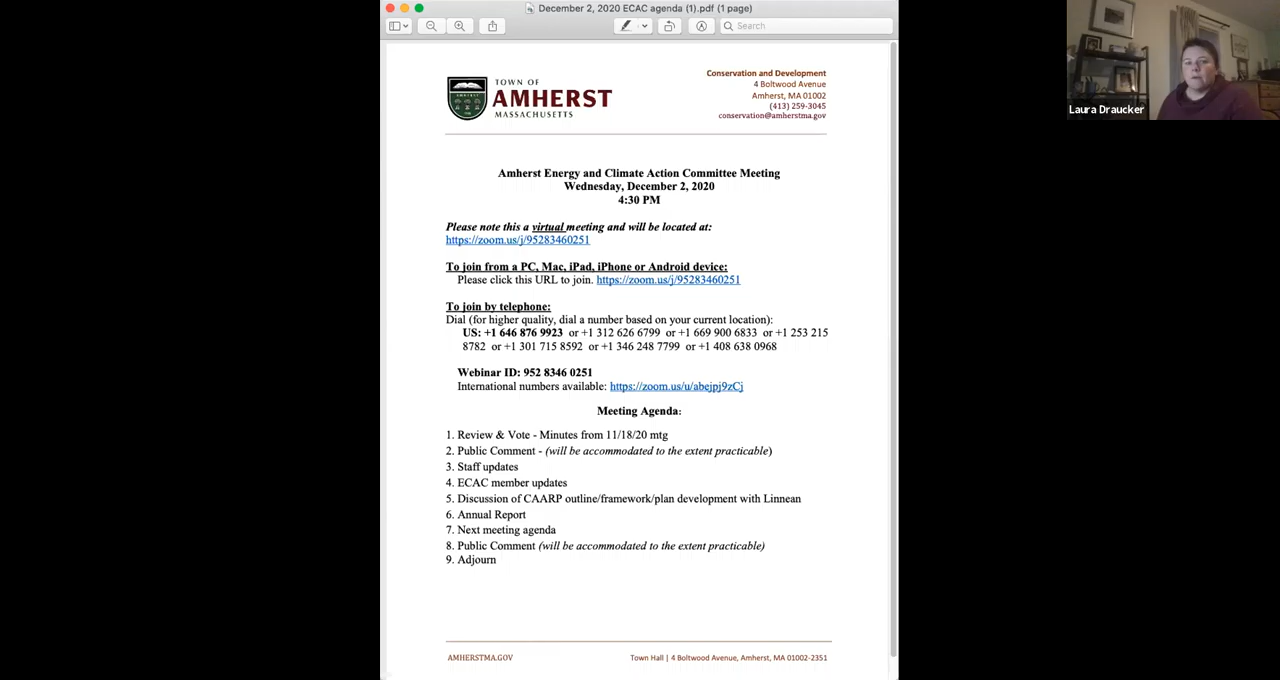 December 2, 2020 ECAC agenda (1).pdf (1 page)
Search
Laura Draucker
TOWN OF
AMHERST
MASSACHUSETTS
Conservation and Development
4 Boltwood Avenue
Amherst, MA 01002
(413) 259-3045
conservation@amherstma.gov
Amherst Energy and Climate Action Committee Meeting
Wednesday, December 2, 2020
4:30 PM
Please note this a virtual meeting and will be located at:
https://zoom.us/j/95283460251
To join from a PC, Mac, iPad, iPhone or Android device:
Please click this URL to join. https://zoom.us/j/95283460251
To join by telephone:
Dial (for higher quality, dial a number based on your current location):
US: +1 646 876 9923 or +1 312 626 6799 or +1 669 900 6833 or +1 253 215
8782 or +1 301 715 8592 or +1 346 248 7799 or +1 408 638 0968
Webinar ID: 952 8346 0251
International numbers available: https://zoom.us/u/abejpj9zCj
Meeting Agenda:
1. Review & Vote - Minutes from 11/18/20 mtg
2. Public Comment - (will be accommodated to the extent practicable)
3. Staff updates
4. ECAC member updates
5. Discussion of CAARP outline/framework/plan development with Linnean
6. Annual Report
7. Next meeting agenda
8. Public Comment (will be accommodated to the extent practicable)
9. Adjourn
AMHERSTMA.GOV
Town Hall | 4 Boltwood Avenue, Amherst, MA 01002-2351